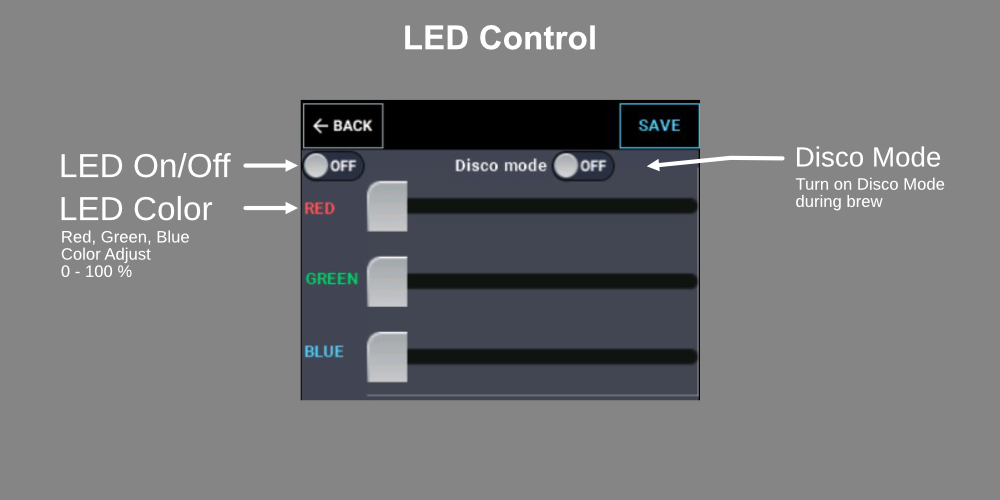 LED Control
← BACK
SAVE
LED On/Off
OFF
Disco mode
OFF
Disco Mode
Turn on Disco Mode
during brew
LED Color
Red, Green, Blue
Color Adjust
0 - 100 %
RED
GREEN
BLUE